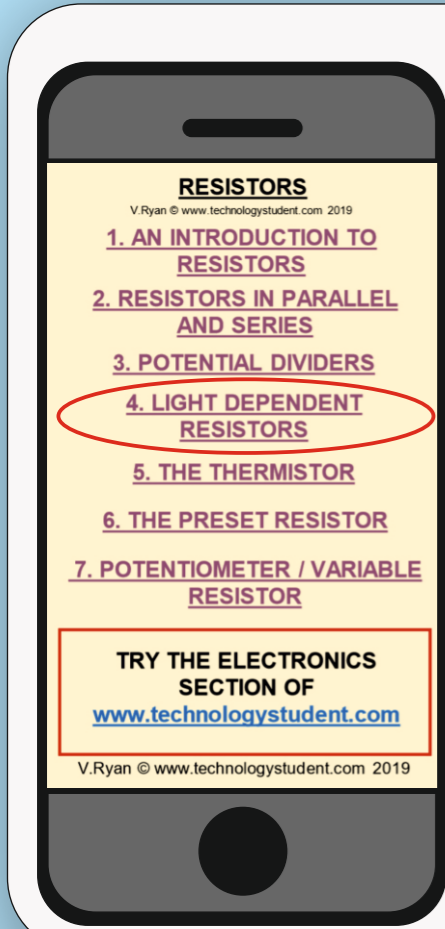 RESISTORS
V.Ryan © www.technologystudent.com 2019
1. AN INTRODUCTION TO
RESISTORS
2. RESISTORS IN PARALLEL
AND SERIES
3. POTENTIAL DIVIDERS
4. LIGHT DEPENDENT
RESISTORS
5. THE THERMISTOR
6. THE PRESET RESISTOR
7. POTENTIOMETER / VARIABLE
RESISTOR
TRY THE ELECTRONICS
SECTION OF
www.technologystudent.com
V.Ryan © www.technologystudent.com 2019